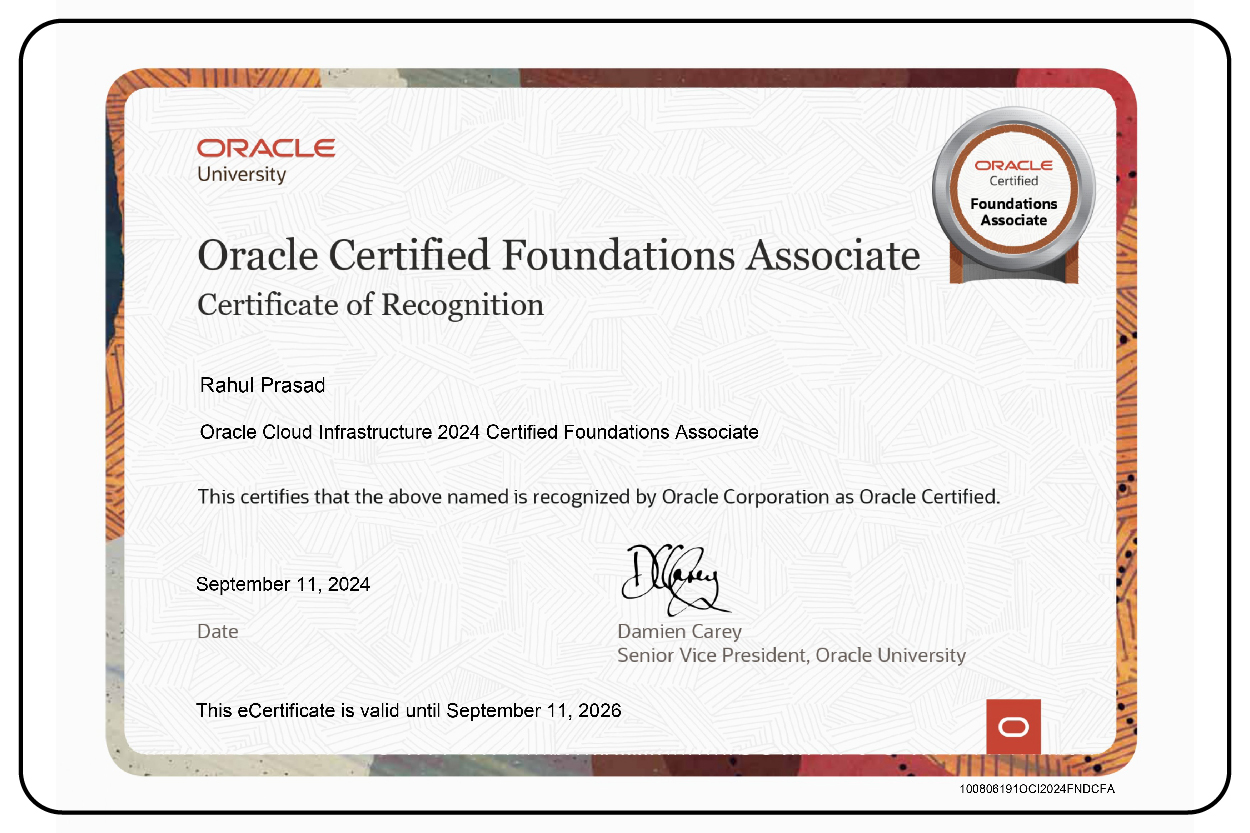 ORACLE
University
ORACLE
Certified
Foundations
Associate
Oracle Certified Foundations Associate
Certificate of Recognition
Rahul Prasad
Oracle Cloud Infrastructure 2024 Certified Foundations Associate
This certifies that the above named is recognized by Oracle Corporation as Oracle Certified.
DCarey
September 11, 2024
Date
Damien Carey
Senior Vice President, Oracle University
This eCertificate is valid until September 11, 2026
100806191OCI2024FNDCFA